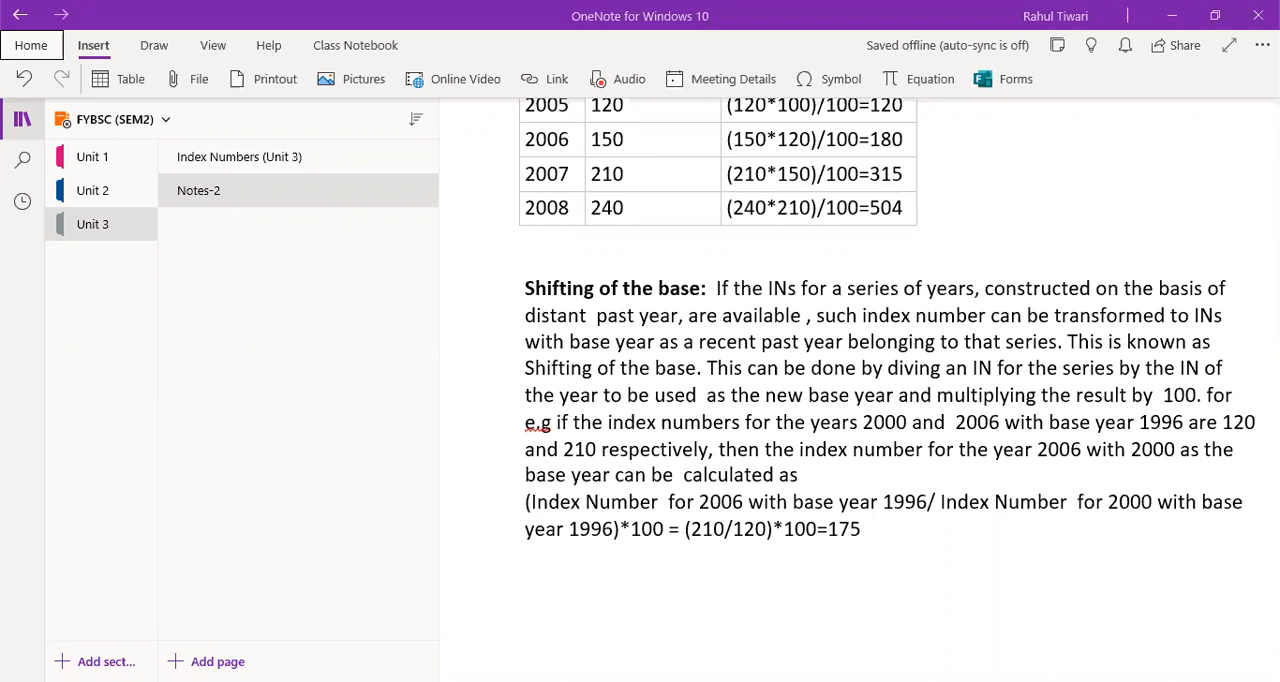 OneNote for Windows 10
Rahul Tiwari
Home Insert Draw View Help Class Notebook
Saved offline (auto-sync is off) Share
Table File Printout Pictures Online Video Link Audio Meeting Details Symbol Equation Forms
FYBSC (SEM2)
Unit 1
Unit 2
Unit 3
Index Numbers (Unit 3)
Notes-2
2005 120 (120*100)/100=120
2006 150 (150*120)/100=180
2007 210 (210*150)/100=315
2008 240 (240*210)/100=504
Shifting of the base: If the INs for a series of years, constructed on the basis of
distant past year, are available , such index number can be transformed to INs
with base year as a recent past year belonging to that series. This is known as
Shifting of the base. This can be done by diving an IN for the series by the IN of
the year to be used as the new base year and multiplying the result by 100. for
e.g if the index numbers for the years 2000 and 2006 with base year 1996 are 120
and 210 respectively, then the index number for the year 2006 with 2000 as the
base year can be calculated as
(Index Number for 2006 with base year 1996/ Index Number for 2000 with base
year 1996)*100 = (210/120)*100=175
Add sect...
Add page